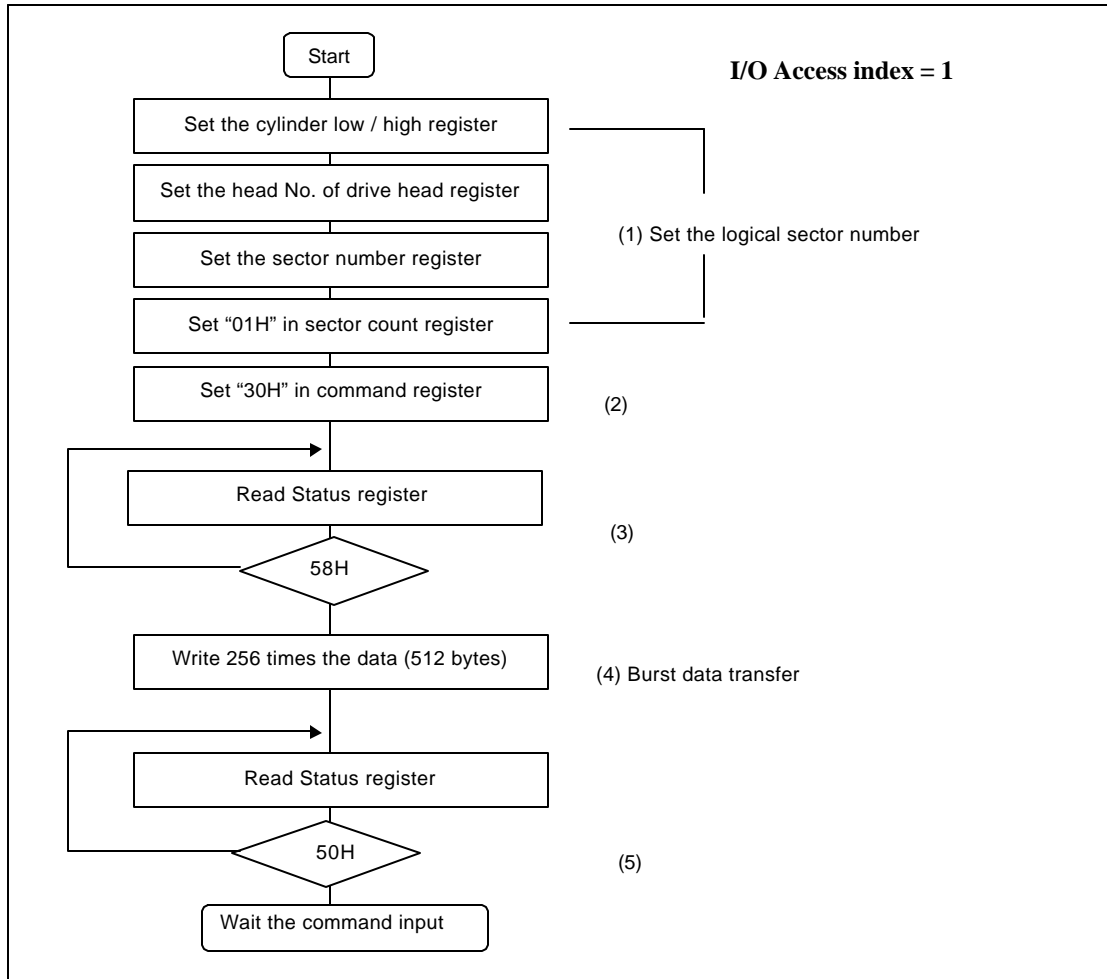 Start
I/O Access index = 1
Set the cylinder low / high register
Set the head No. of drive head register
(1) Set the logical sector number
Set the sector number register
Set “01H” in sector count register
Set “30H” in command register
(2)
Read Status register
(3)
58H
Write 256 times the data (512 bytes)
(4) Burst data transfer
Read Status register
50H
(5)
Wait the command input